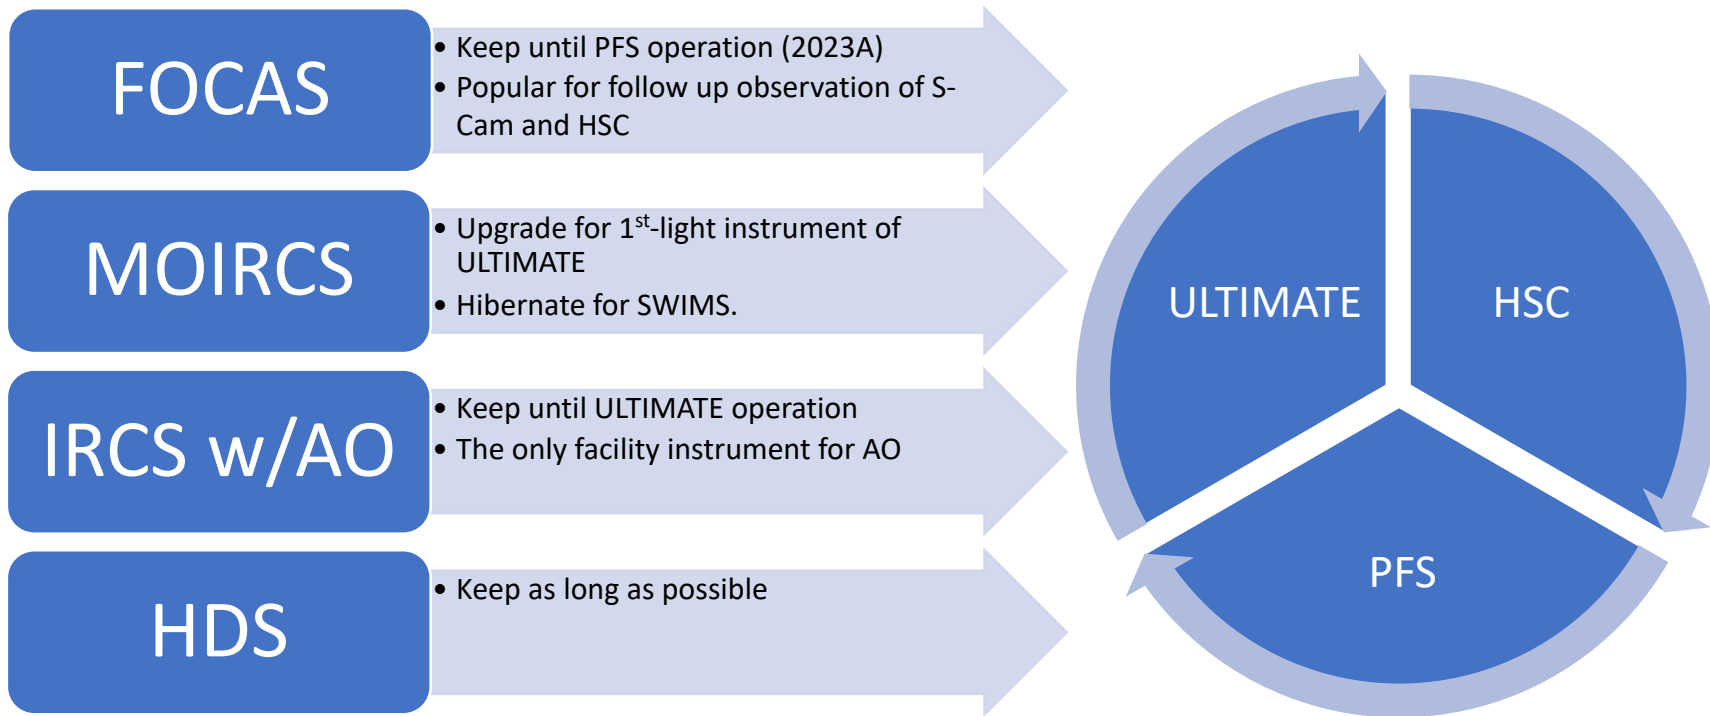 FOCAS
• Keep until PFS operation (2023A)
• Popular for follow up observation of S-
Cam and HSC
MOIRCS
• Upgrade for 1st-light instrument of
ULTIMATE
• Hibernate for SWIMS.
IRCS w/AO
• Keep until ULTIMATE operation
• The only facility instrument for AO
HDS
• Keep as long as possible
ULTIMATE
HSC
PFS